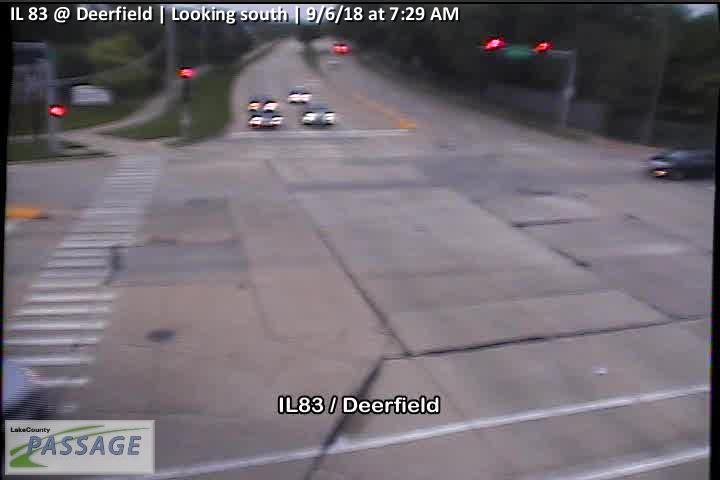 IL 83 @ Deerfield | Looking south | 9/6/18 at 7:29 AM
IL83 / Deerfield
LakeCounty
PASSAGE